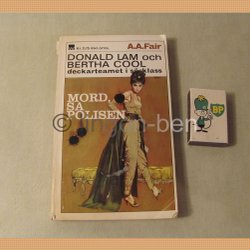 A.A.Fair
DONALD LAM och
BERTHA COOL
deckarteamet i särklass
MORD,
SA
POLISEN
BP